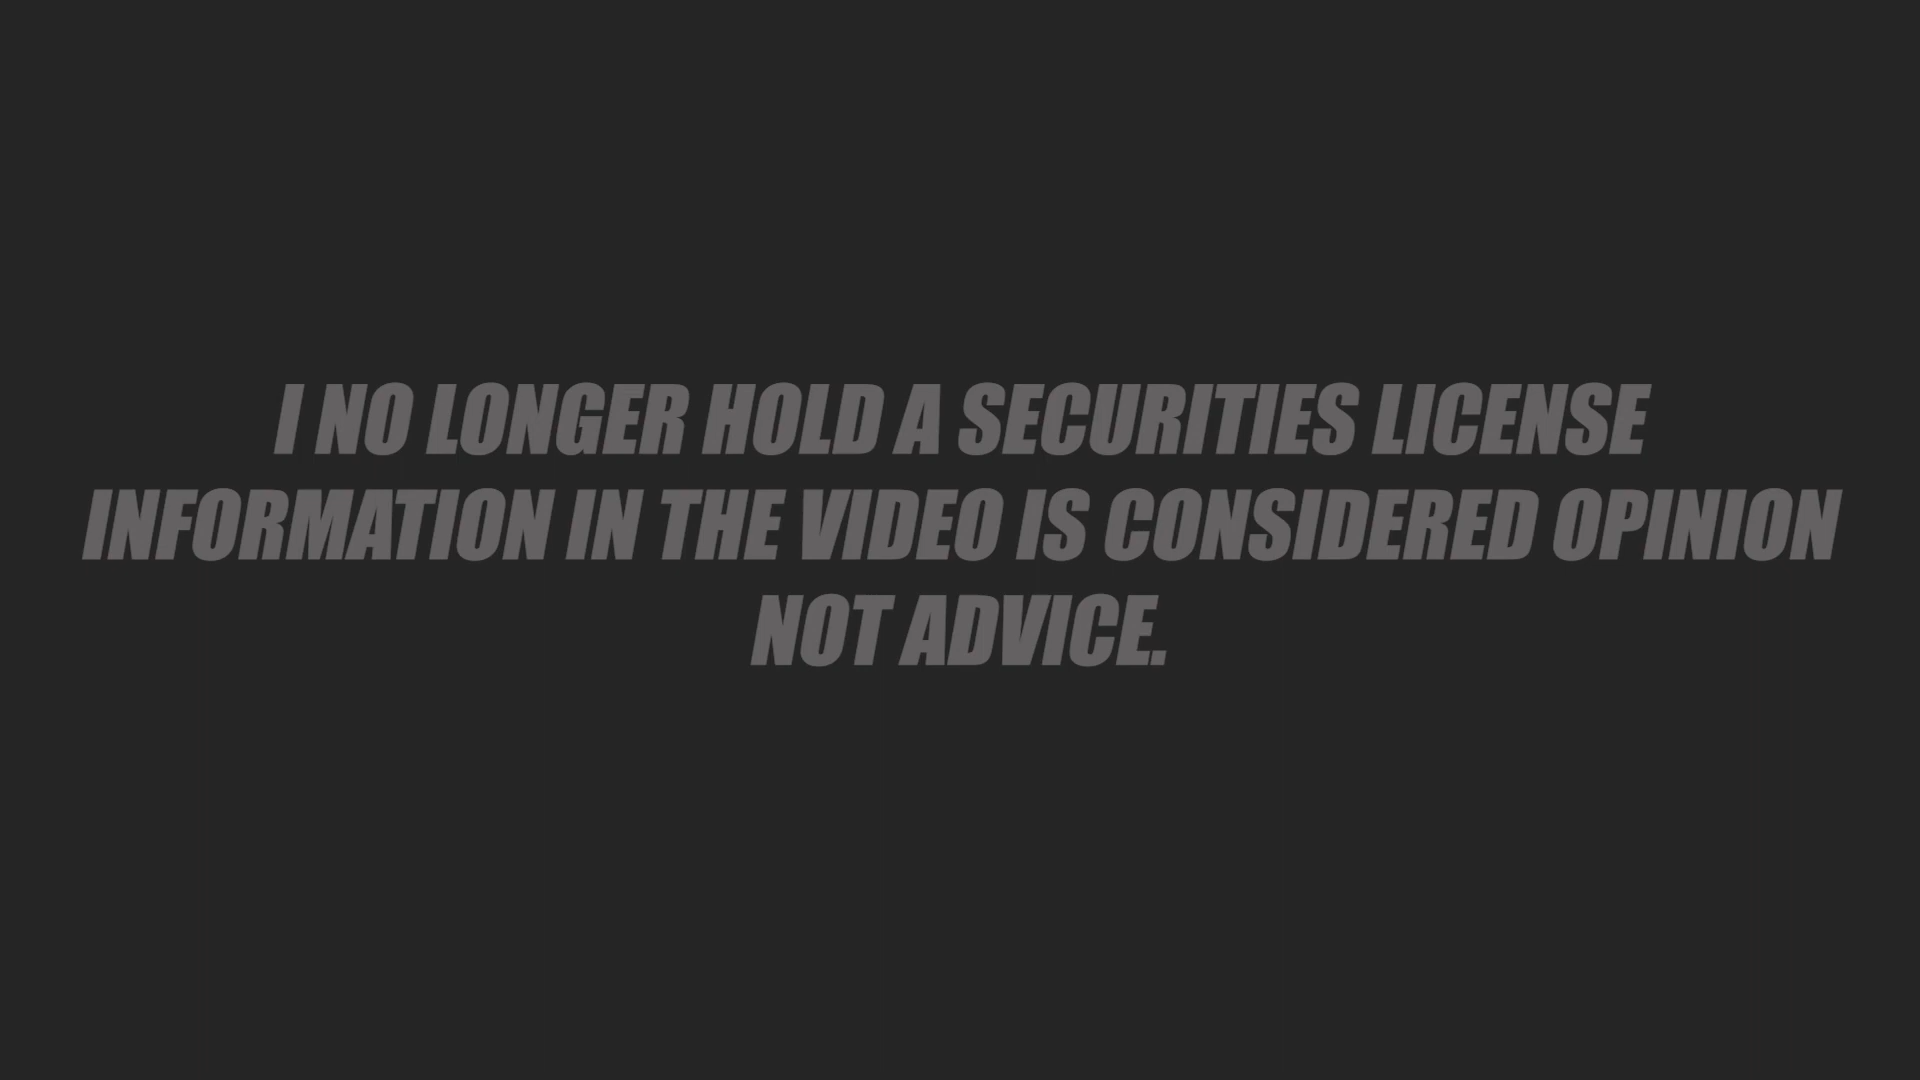 I NO LONGER HOLD A SECURITIES LICENSE
INFORMATION IN THE VIDEO IS CONSIDERED OPINION
NOT ADVICE.